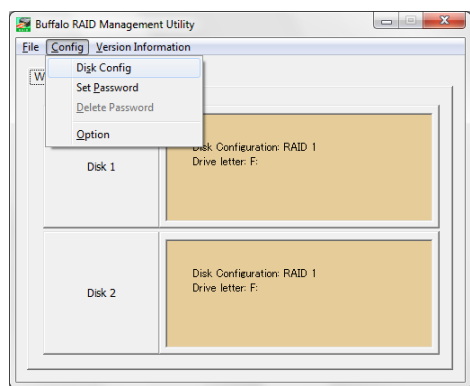 Buffalo RAID Management Utility
File Config Version Information
Disk Config
Set Password
Delete Password
Option
Disk 1
Disk Configuration: RAID 1
Drive letter: F:
Disk 2
Disk Configuration: RAID 1
Drive letter: F: